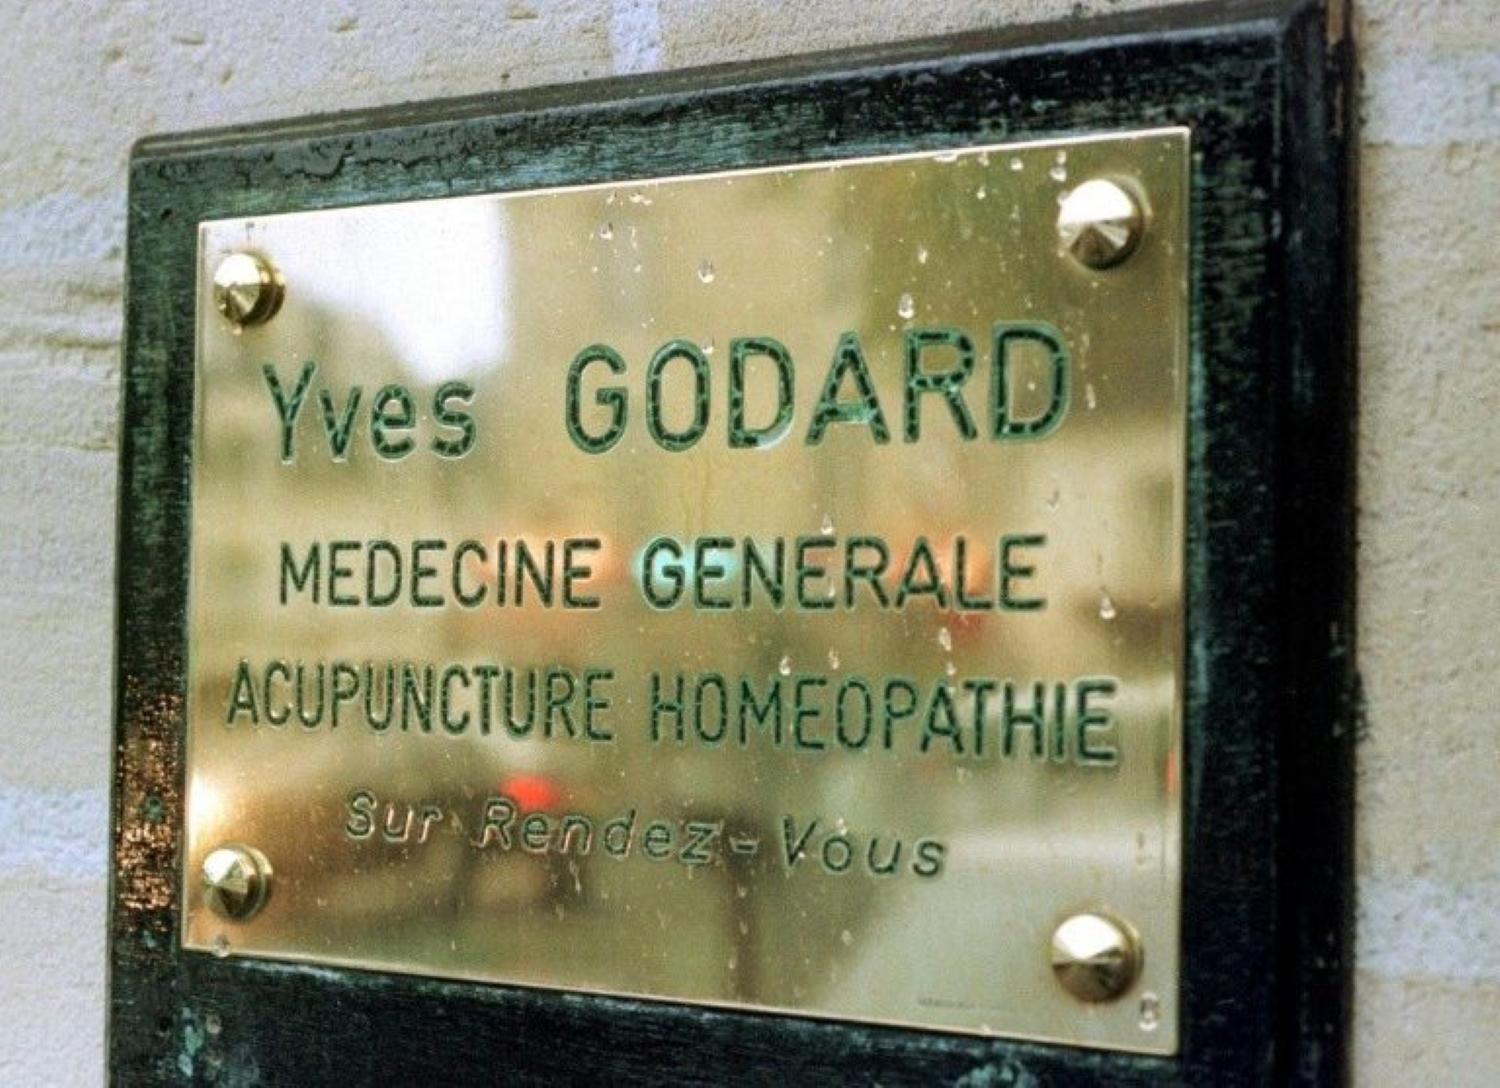 Yves GODARD
MEDECINE GENERALE
ACUPUNCTURE HOMEOPATHIE
Sur Rendez-Vous